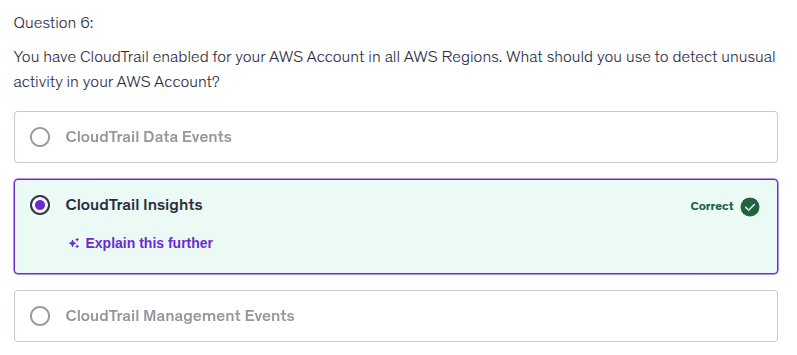 Question 6:
You have CloudTrail enabled for your AWS Account in all AWS Regions. What should you use to detect unusual
activity in your AWS Account?
CloudTrail Data Events
CloudTrail Insights
Correct
Explain this further
CloudTrail Management Events